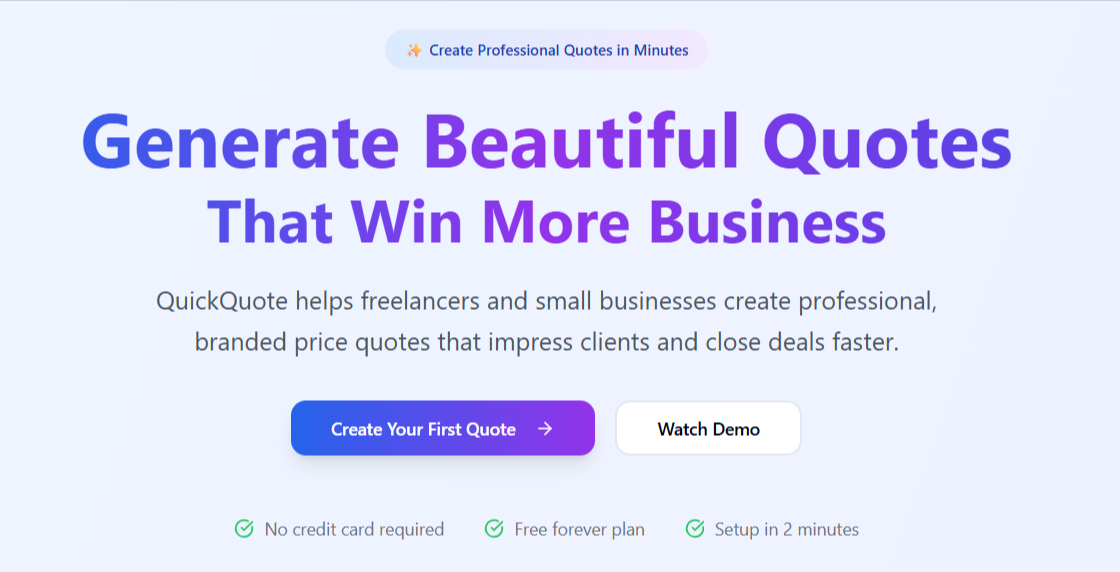 ✨ Create Professional Quotes in Minutes
Generate Beautiful Quotes
That Win More Business
QuickQuote helps freelancers and small businesses create professional,
branded price quotes that impress clients and close deals faster.
Create Your First Quote →
Watch Demo
No credit card required
Free forever plan
Setup in 2 minutes